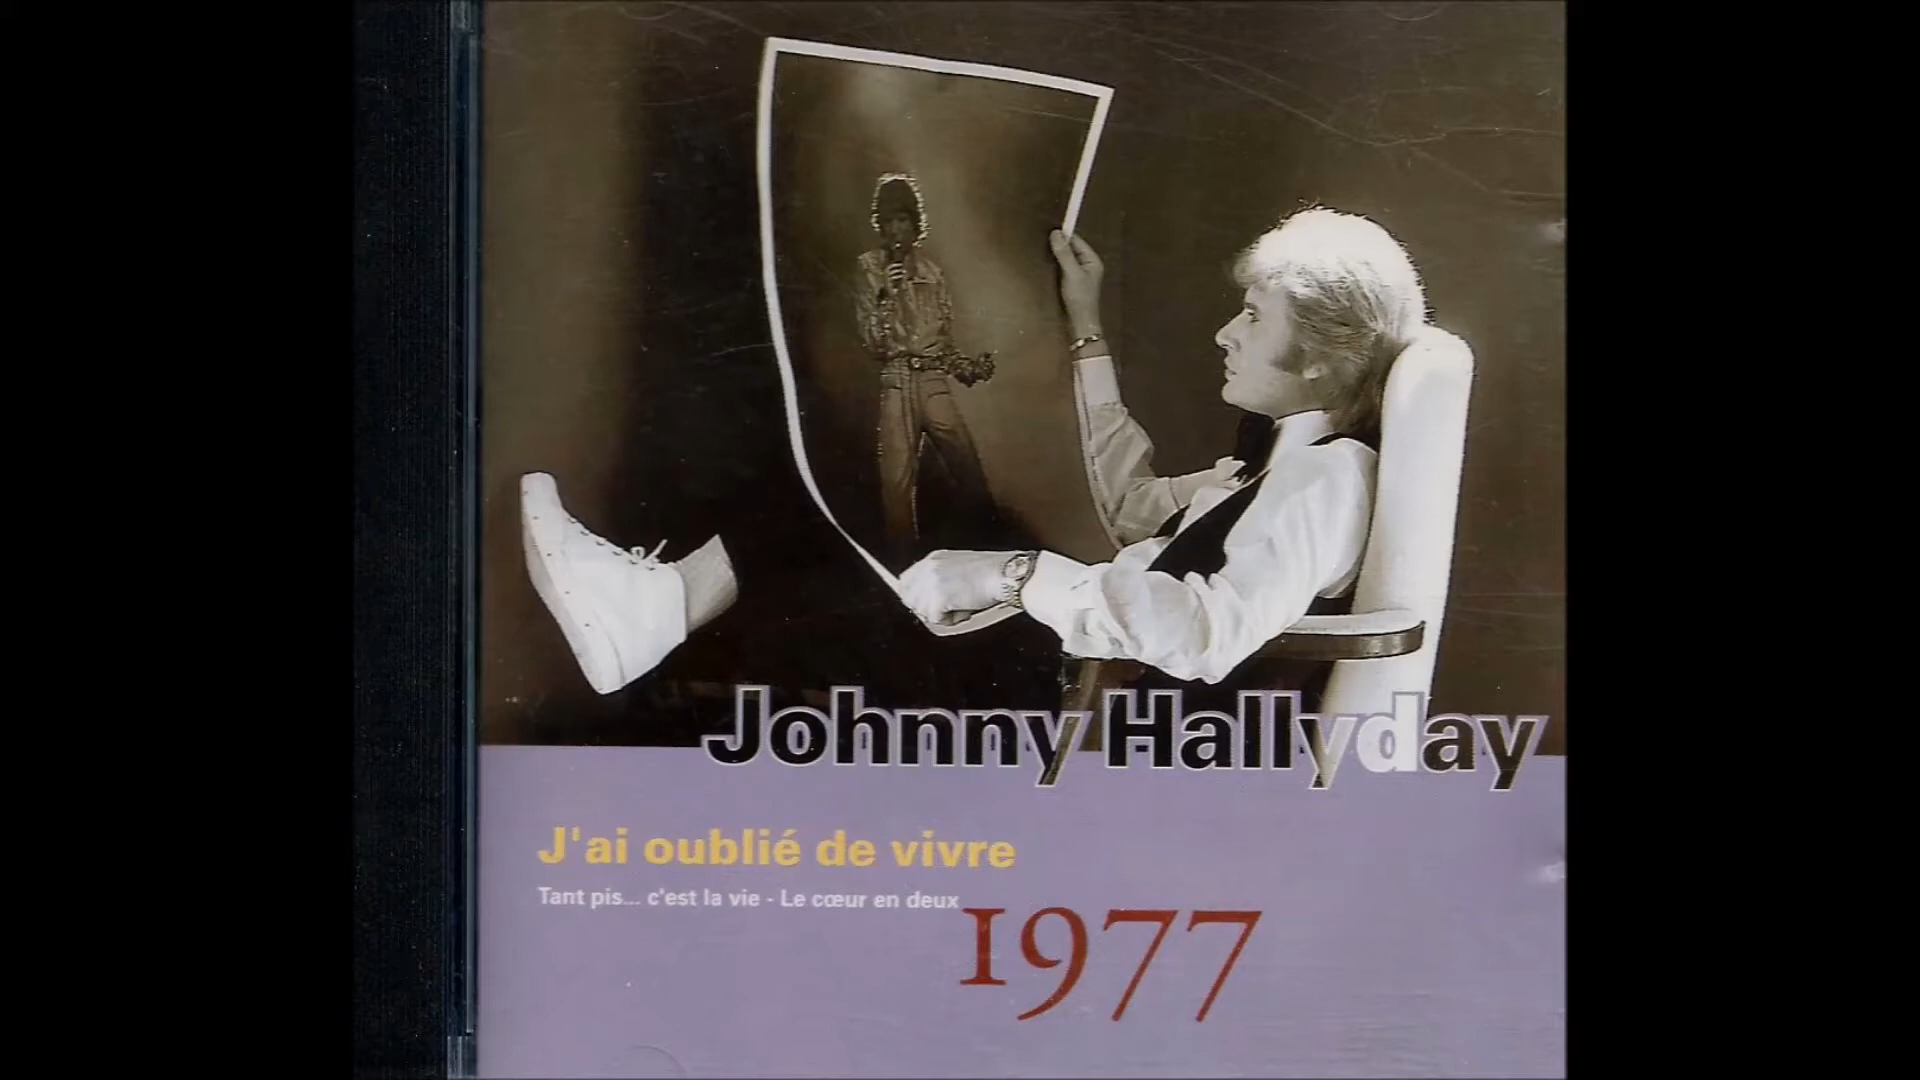 Johnny Hallyday
J'ai oublié de vivre
Tant pis... c'est la vie - Le cœur en deux
1977